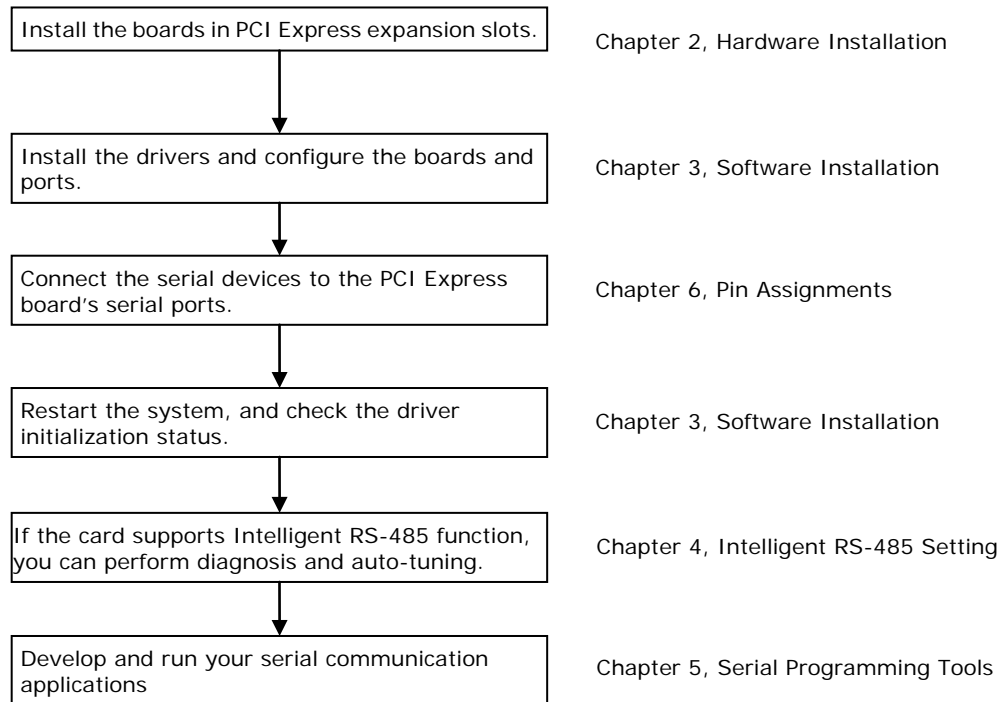 Install the boards in PCI Express expansion slots.
Chapter 2, Hardware Installation
Install the drivers and configure the boards and
ports.
Chapter 3, Software Installation
Connect the serial devices to the PCI Express
board’s serial ports.
Chapter 6, Pin Assignments
Restart the system, and check the driver
initialization status.
Chapter 3, Software Installation
If the card supports Intelligent RS-485 function,
you can perform diagnosis and auto-tuning.
Chapter 4, Intelligent RS-485 Setting
Develop and run your serial communication
applications
Chapter 5, Serial Programming Tools